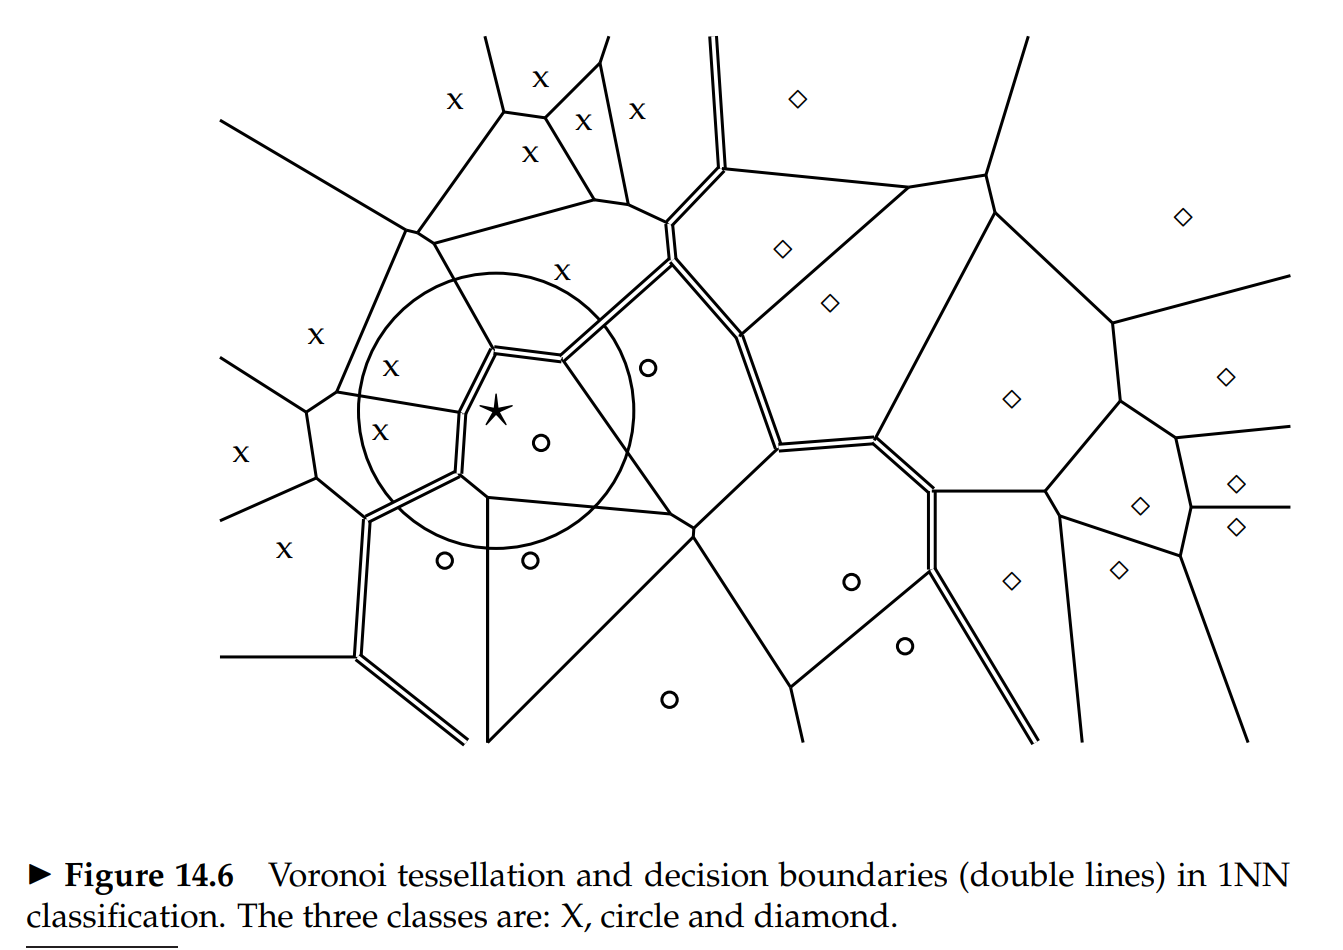 x
x
x
x
x
x
x
x
x
x
x
► Figure 14.6 Voronoi tessellation and decision boundaries (double lines) in 1NN
classification. The three classes are: X, circle and diamond.